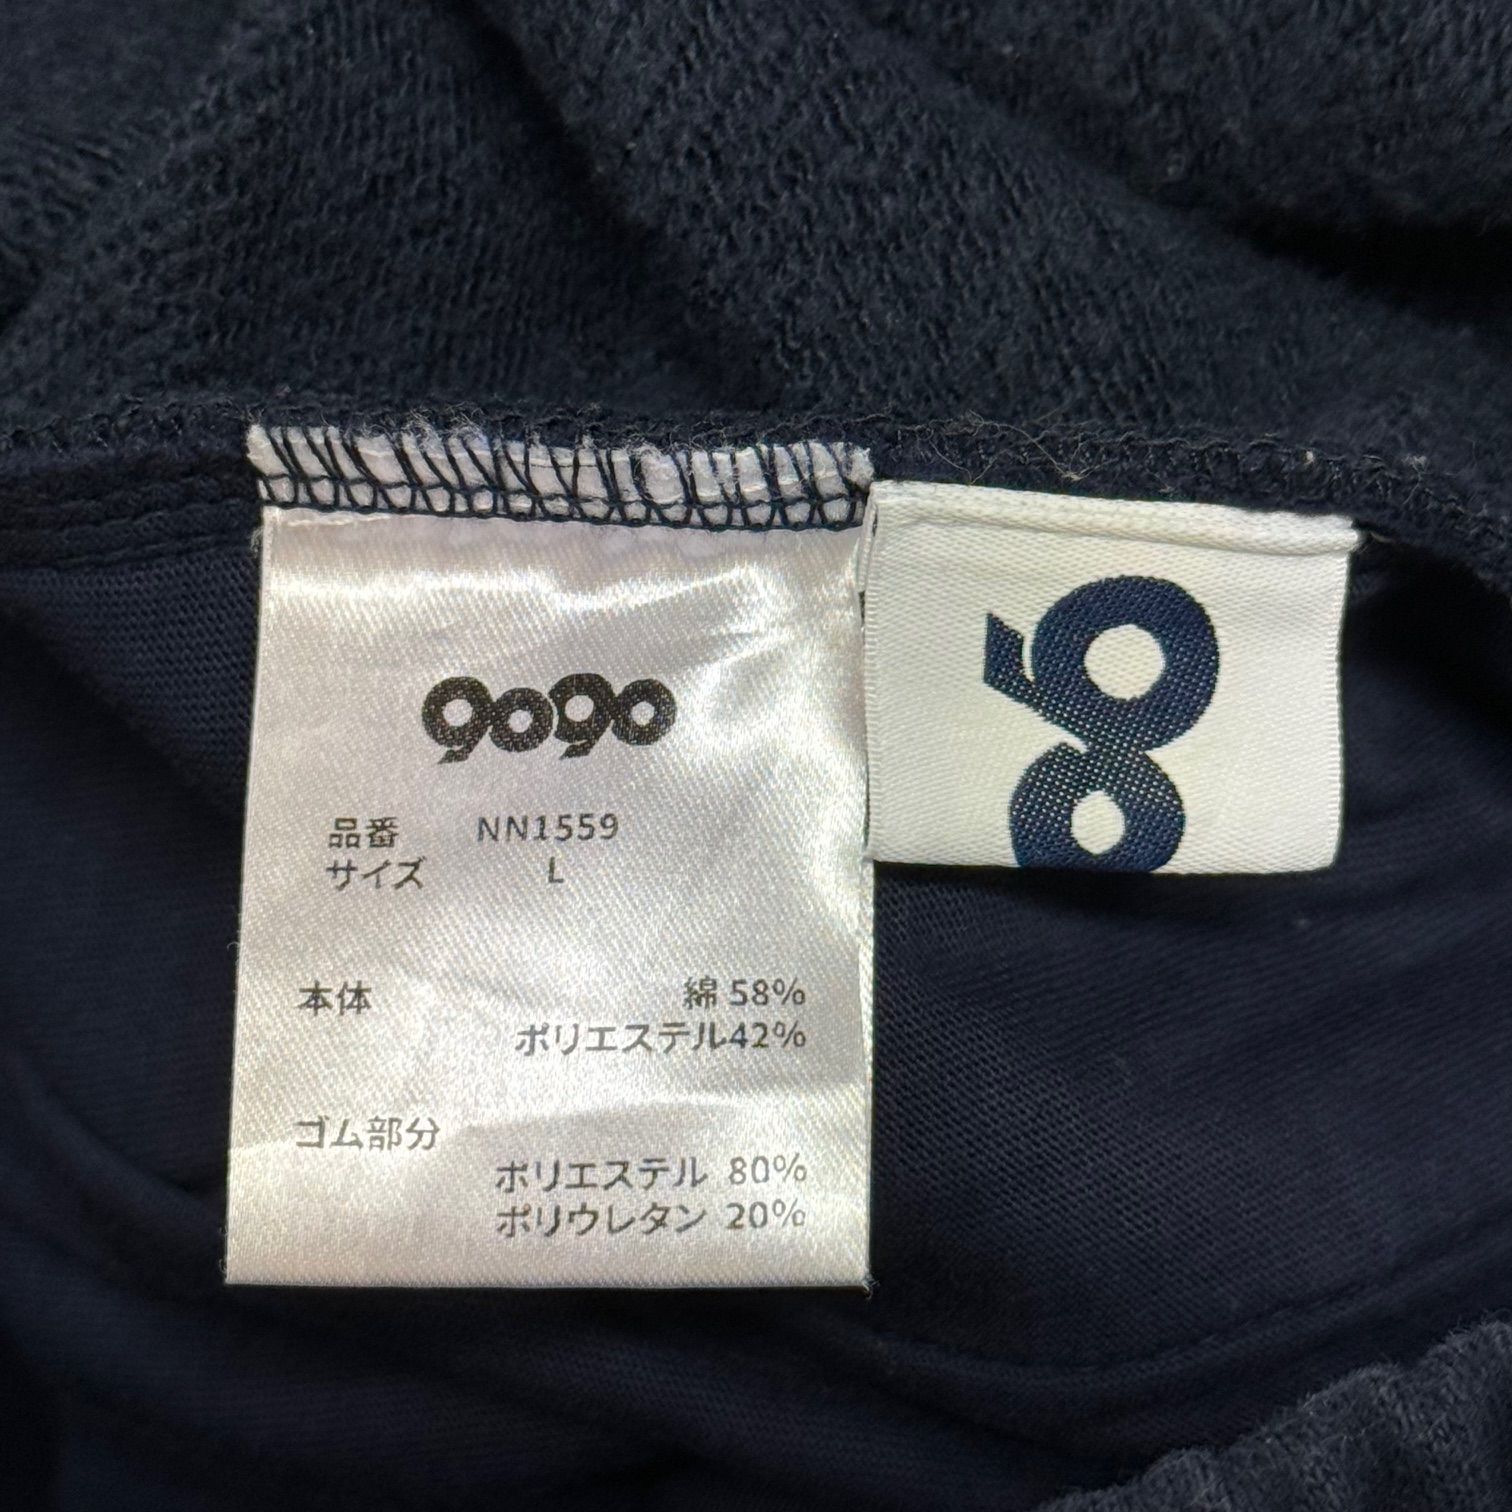 9090
品番 NN1559
サイズ L
本体 綿 58%
ポリエステル42%
ゴム部分
ポリエステル 80%
ポリウレタン 20%
90